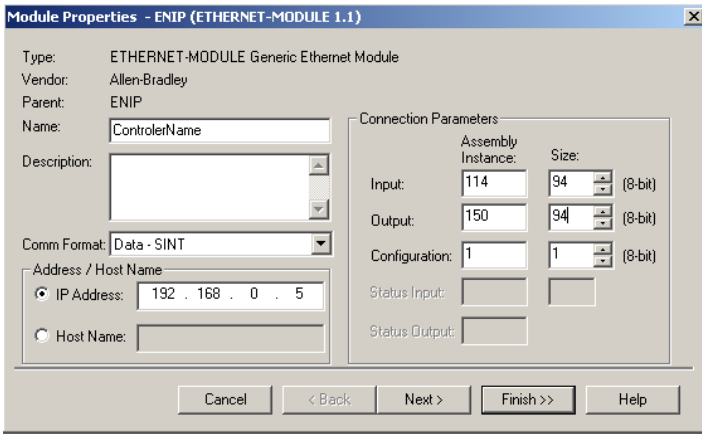 Module Properties - ENIP (ETHERNET-MODULE 1.1)
Type: ETHERNET-MODULE Generic Ethernet Module
Vendor: Allen-Bradley
Parent: ENIP
Name: ControlerName
Description:
Comm Format: Data - SINT
Address / Host Name
IP Address: 192 . 168 . 0 . 5
Host Name:
Connection Parameters
Assembly Instance: Size:
Input: 114 94 (8-bit)
Output: 150 94 (8-bit)
Configuration: 1 1 (8-bit)
Status Input:
Status Output:
Cancel < Back Next > Finish >> Help